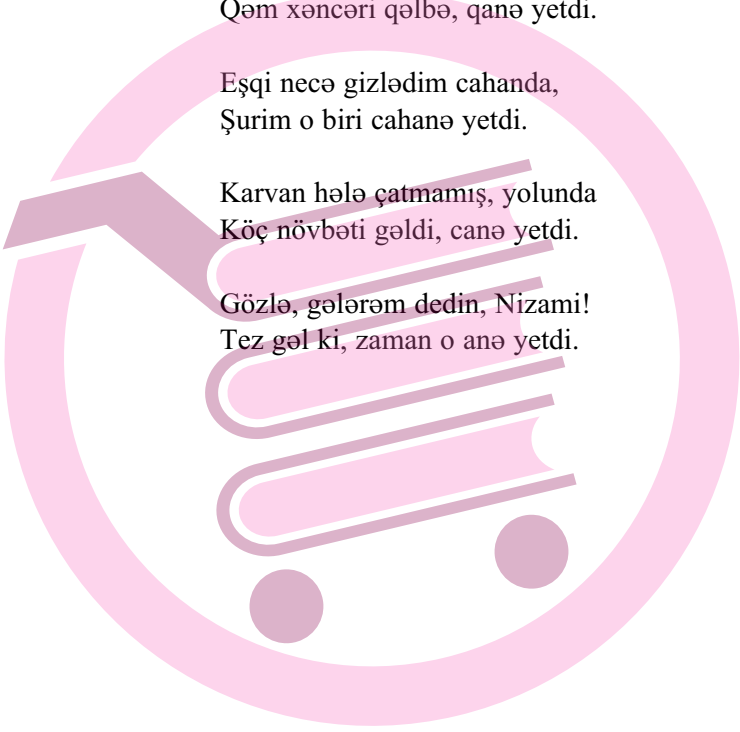 Qəm xəncəri qəlbə, qanə yetdi.
Eşqi necə gizlədim cahanda,
Şurim o biri cahanə yetdi.
Karvan hələ çatmamış, yolunda
Köç növbəti gəldi, canə yetdi.
Gözlə, gələrəm dedin, Nizami!
Tez gəl ki, zaman o anə yetdi.